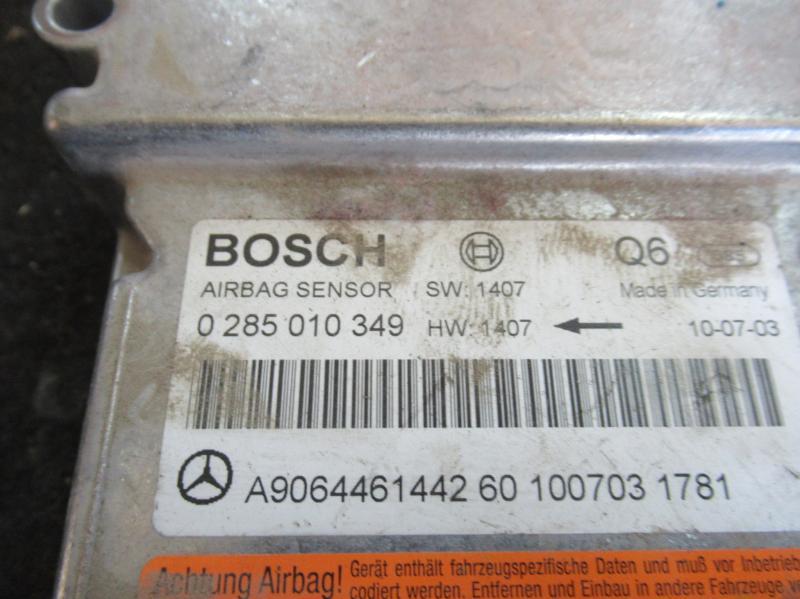 BOSCH Q6
AIRBAG SENSOR SW: 1407 Made in Germany
0 285 010 349 HW: 1407 10-07-03
A9064461442 60 100703 1781
Achtung Airbag! Gerät enthält fahrzeugspezifische Daten und muß vor Inbetrieb
codiert werden. Entfernen und Einbau in andere Fahrzeuge